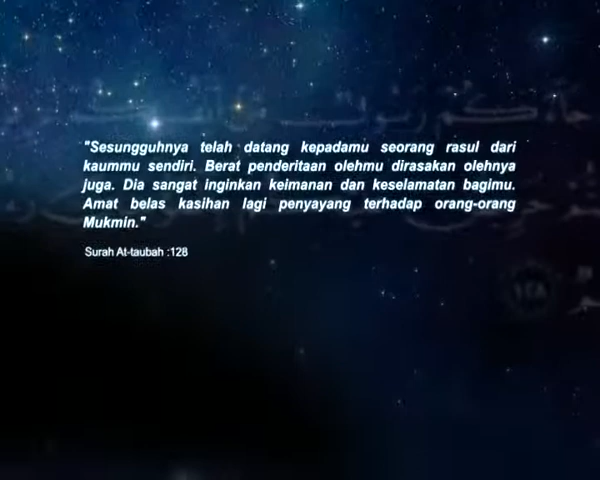 "Sesungguhnya telah datang kepadamu seorang rasul dari
kaummu sendiri. Berat penderitaan olehmu dirasakan olehnya
juga. Dia sangat inginkan keimanan dan keselamatan bagimu.
Amat belas kasihan lagi penyayang terhadap orang-orang
Mukmin."
Surah At-taubah :128